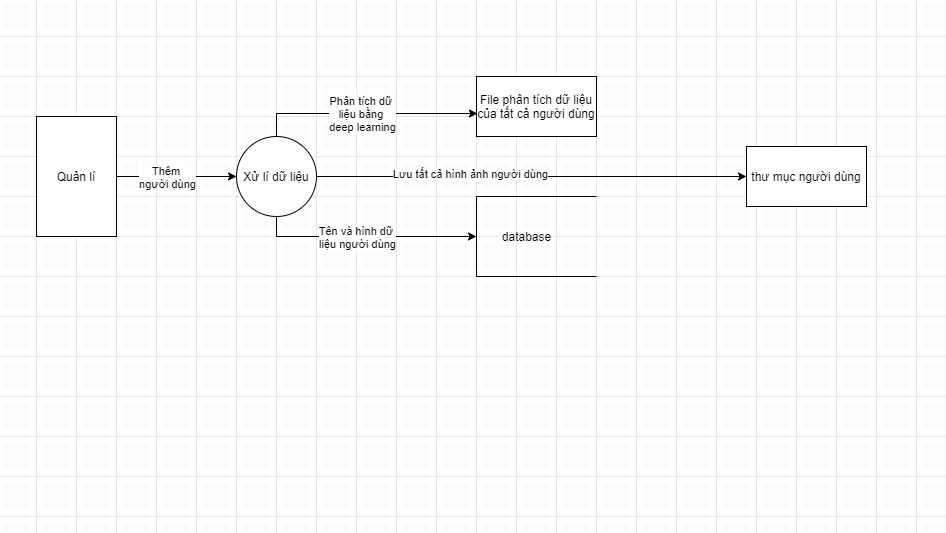 Phân tích dữ
liệu bằng
deep learning
File phân tích dữ liệu
của tất cả người dùng
Quản lí
Thêm
người dùng
Xử lí dữ liệu
Lưu tất cả hình ảnh người dùng
thư mục người dùng
Tên và hình dữ
liệu người dùng
database